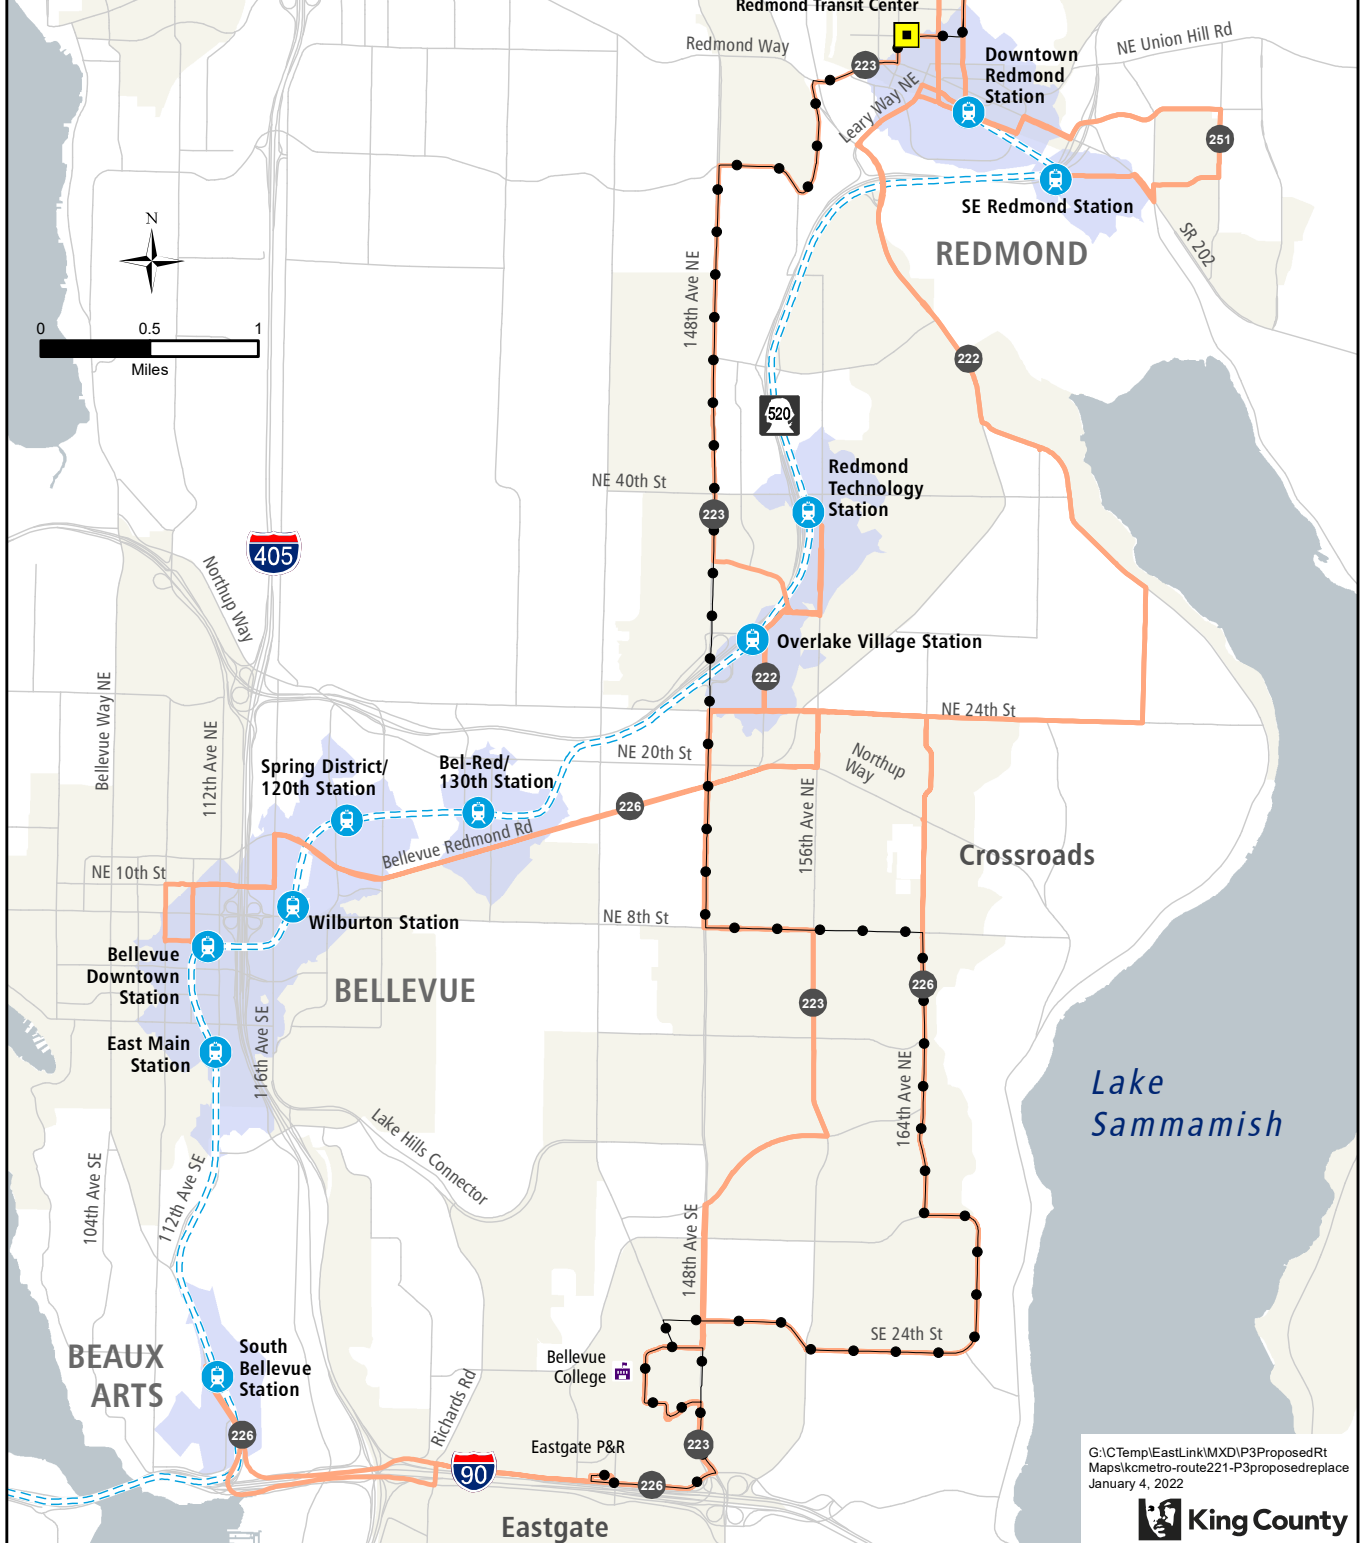 Redmond Transit Center
Redmond Way
NE Union Hill Rd
Downtown
Redmond
Station
223
Leary Way NE
251
SE Redmond Station
SR 202
REDMOND
N
148th Ave NE
0 0.5 1
Miles
222
520
Redmond
Technology
Station
NE 40th St
223
405
Northup Way
Overlake Village Station
222
Bellevue Way NE
112th Ave NE
NE 24th St
NE 20th St
Northup
Way
Spring District/
120th Station
Bel-Red/
130th Station
226
156th Ave NE
Bellevue Redmond Rd
Crossroads
NE 10th St
NE 8th St
Wilburton Station
Bellevue
Downtown
Station
BELLEVUE
226
223
East Main
Station
116th Ave SE
164th Ave NE
Lake
Sammamish
Lake Hills Connector
104th Ave SE
112th Ave SE
148th Ave SE
SE 24th St
South
Bellevue
Station
BEAUX
ARTS
Bellevue
College
Richards Rd
226
Eastgate P&R
223
90
226
Eastgate
G:\CTemp\EastLink\MXD\P3ProposedRt
Maps\kcmetro-route221-P3proposedreplace
January 4, 2022
King County